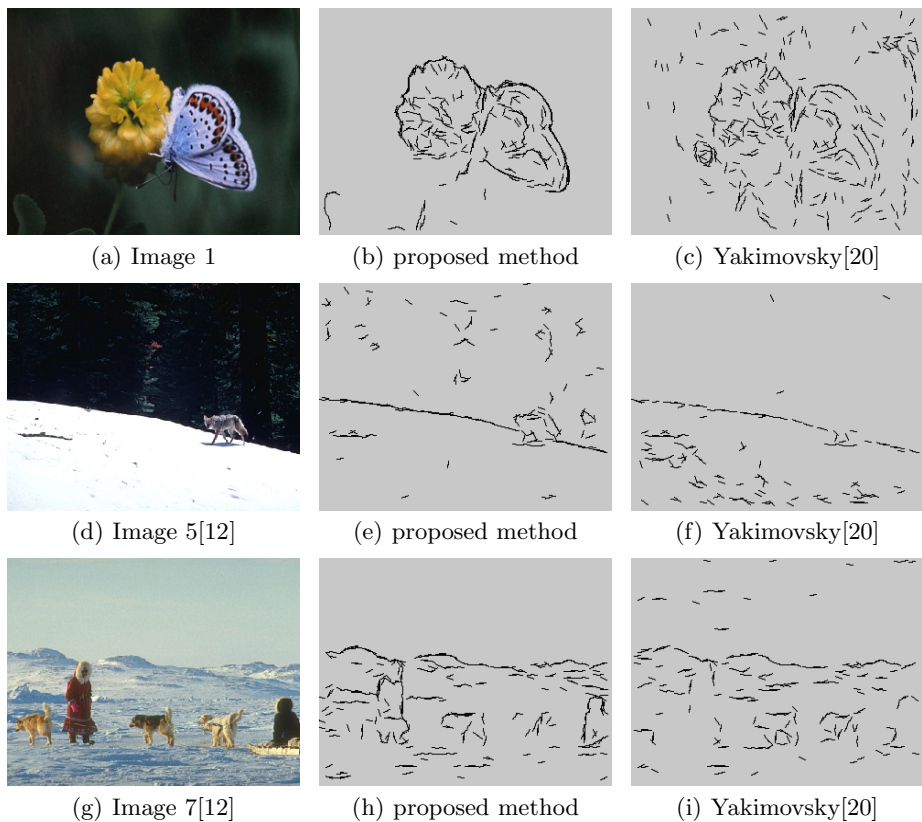 (a) Image 1
(b) proposed method
(c) Yakimovsky[20]
(d) Image 5[12]
(e) proposed method
(f) Yakimovsky[20]
(g) Image 7[12]
(h) proposed method
(i) Yakimovsky[20]